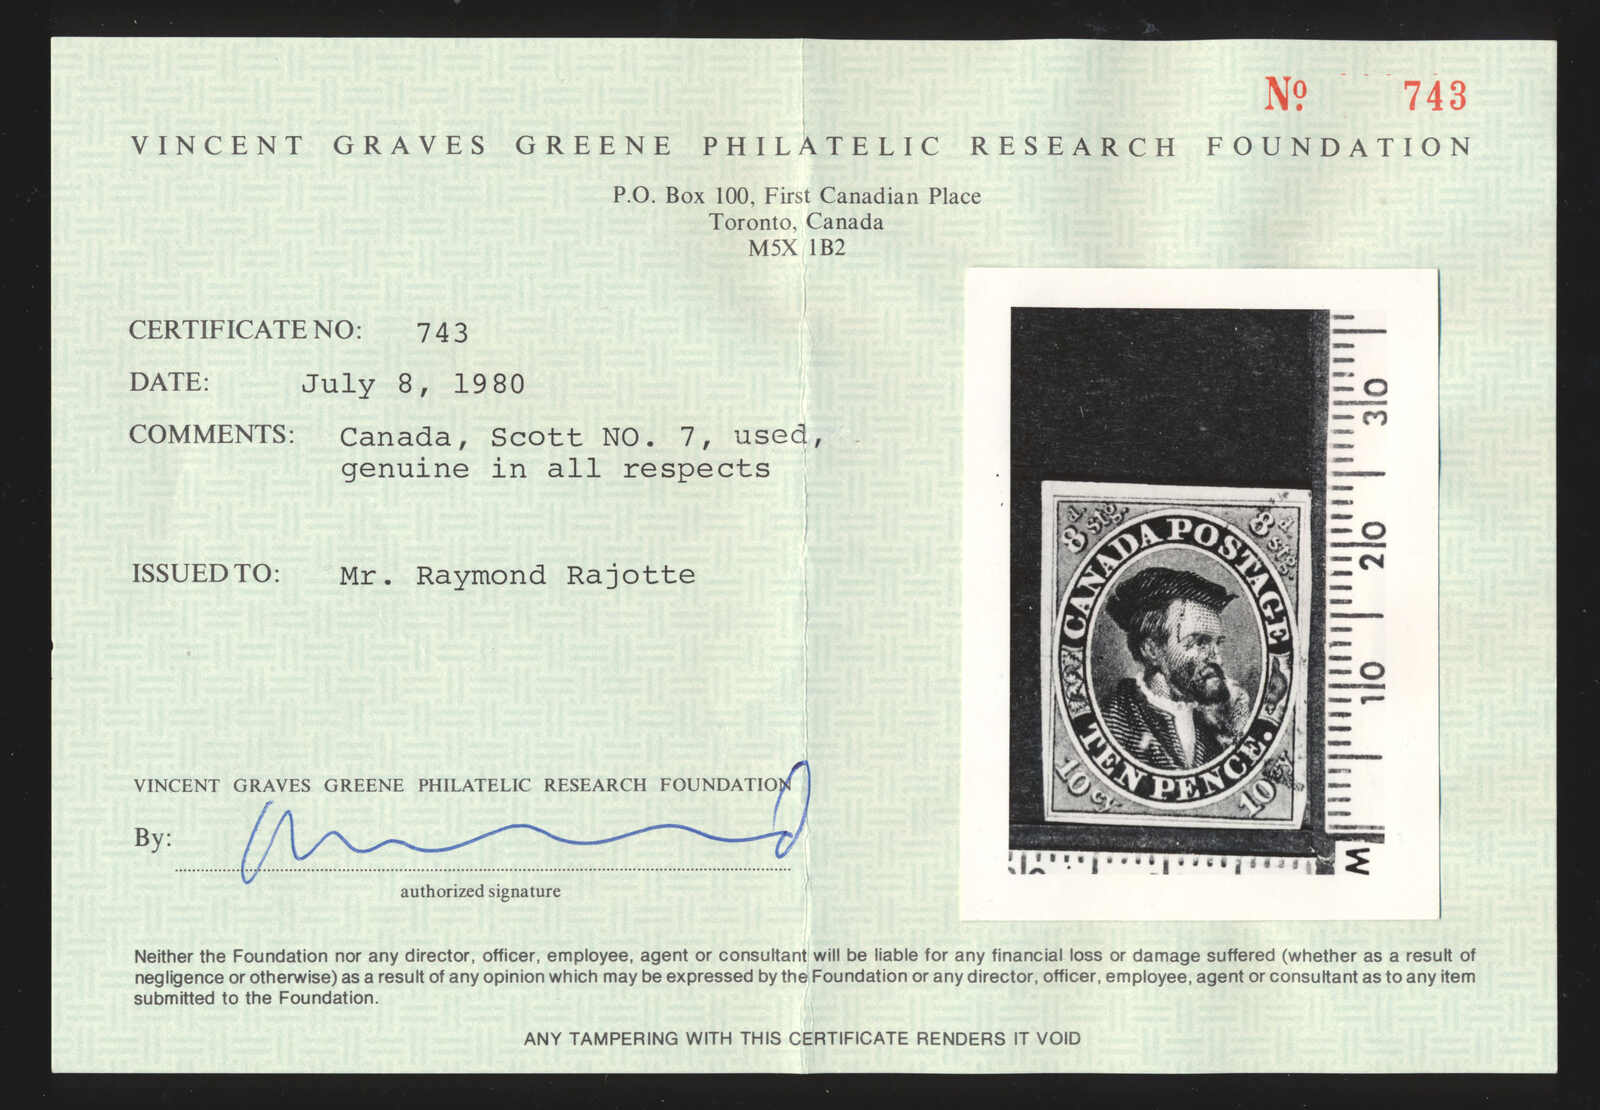 Nº 743
VINCENT GRAVES GREENE PHILATELIC RESEARCH FOUNDATION
P.O. Box 100, First Canadian Place
Toronto, Canada
M5X 1B2
CERTIFICATE NO: 743
DATE: July 8, 1980
COMMENTS: Canada, Scott NO. 7, used,
genuine in all respects
ISSUED TO: Mr. Raymond Rajotte
8d. stg.
8d stg.
CANADA POSTAGE
TEN PENCE.
10 cy.
10 cy
30
20
10
M
VINCENT GRAVES GREENE PHILATELIC RESEARCH FOUNDATION
By:
authorized signature
Neither the Foundation nor any director, officer, employee, agent or consultant will be liable for any financial loss or damage suffered (whether as a result of
negligence or otherwise) as a result of any opinion which may be expressed by the Foundation or any director, officer, employee, agent or consultant as to any item
submitted to the Foundation.
ANY TAMPERING WITH THIS CERTIFICATE RENDERS IT VOID